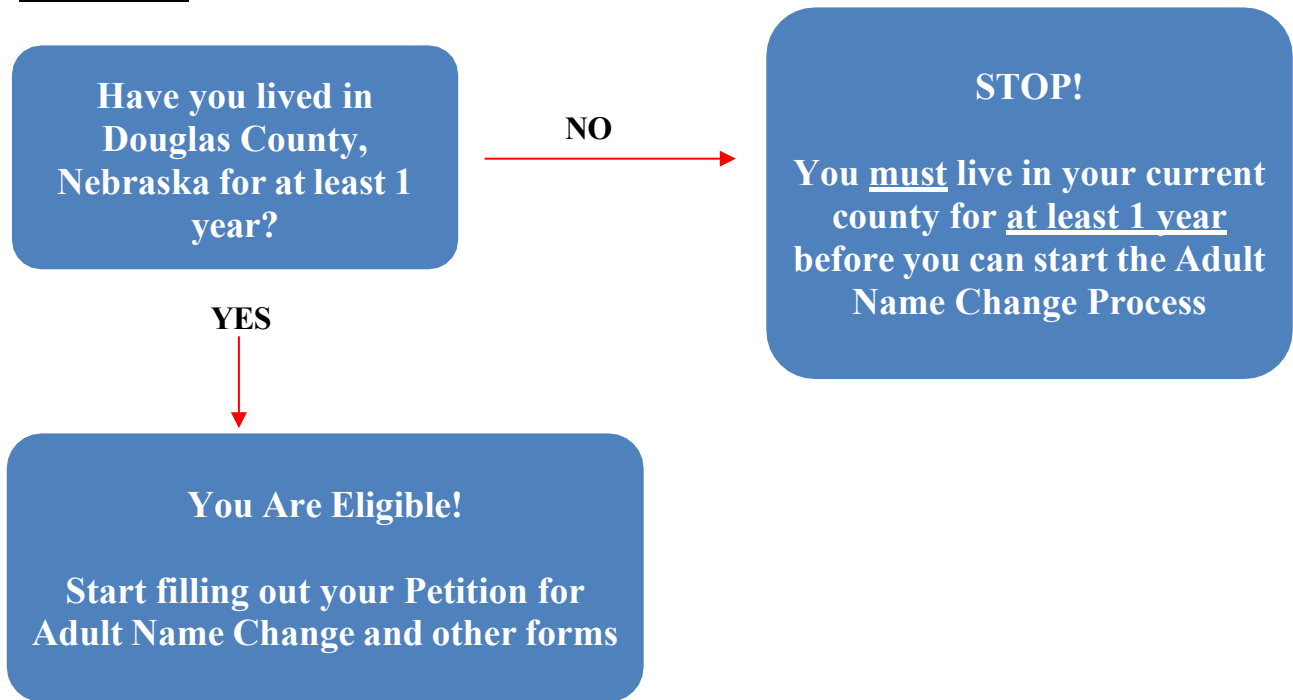 Have you lived in
Douglas County,
Nebraska for at least 1
year?
NO
STOP!
You must live in your current
county for at least 1 year
before you can start the Adult
Name Change Process
YES
You Are Eligible!
Start filling out your Petition for
Adult Name Change and other forms